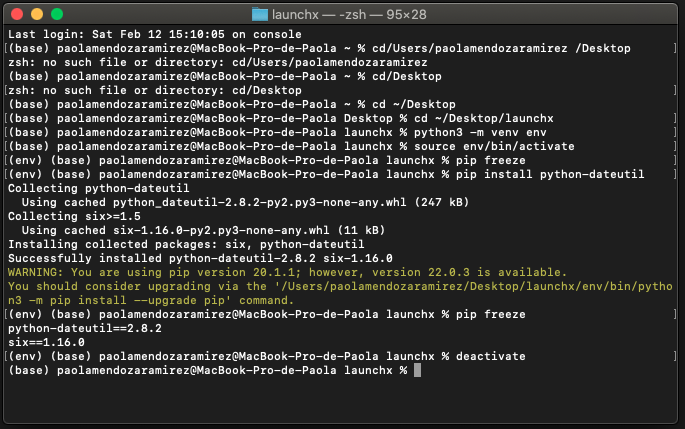 launchx — -zsh — 95×28
Last login: Sat Feb 12 15:10:05 on console
[(base) paolamendozaramirez@MacBook-Pro-de-Paola ~ % cd/Users/paolamendozaramirez /Desktop ]
zsh: no such file or directory: cd/Users/paolamendozaramirez
(base) paolamendozaramirez@MacBook-Pro-de-Paola ~ % cd/Desktop
[zsh: no such file or directory: cd/Desktop ]
(base) paolamendozaramirez@MacBook-Pro-de-Paola ~ % cd ~/Desktop
[(base) paolamendozaramirez@MacBook-Pro-de-Paola Desktop % cd ~/Desktop/launchx ]
[(base) paolamendozaramirez@MacBook-Pro-de-Paola launchx % python3 -m venv env ]
[(base) paolamendozaramirez@MacBook-Pro-de-Paola launchx % source env/bin/activate ]
[(env) (base) paolamendozaramirez@MacBook-Pro-de-Paola launchx % pip freeze ]
[(env) (base) paolamendozaramirez@MacBook-Pro-de-Paola launchx % pip install python-dateutil ]
Collecting python-dateutil
  Using cached python_dateutil-2.8.2-py2.py3-none-any.whl (247 kB)
Collecting six>=1.5
  Using cached six-1.16.0-py2.py3-none-any.whl (11 kB)
Installing collected packages: six, python-dateutil
Successfully installed python-dateutil-2.8.2 six-1.16.0
WARNING: You are using pip version 20.1.1; however, version 22.0.3 is available.
You should consider upgrading via the '/Users/paolamendozaramirez/Desktop/launchx/env/bin/pytho
n3 -m pip install --upgrade pip' command.
[(env) (base) paolamendozaramirez@MacBook-Pro-de-Paola launchx % pip freeze ]
python-dateutil==2.8.2
six==1.16.0
[(env) (base) paolamendozaramirez@MacBook-Pro-de-Paola launchx % deactivate ]
(base) paolamendozaramirez@MacBook-Pro-de-Paola launchx %